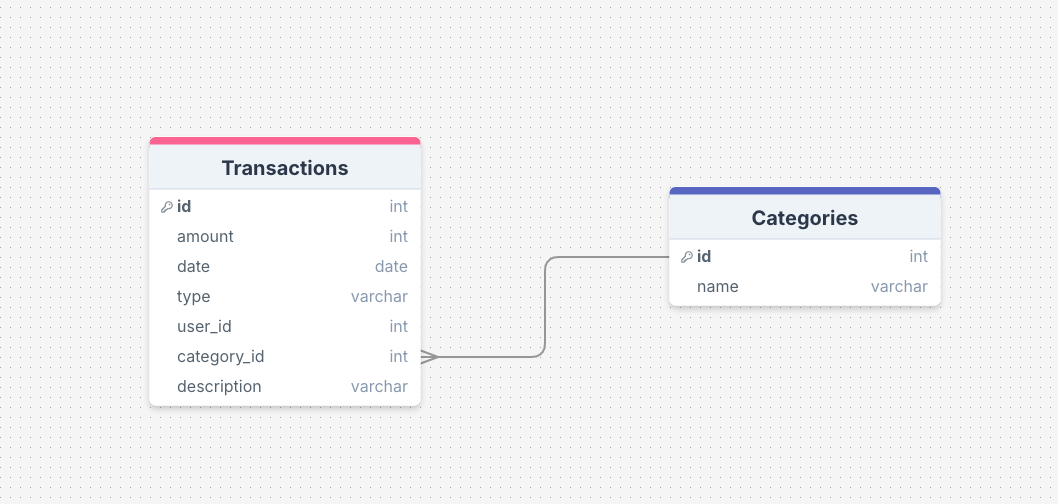 Transactions
id int
amount int
date date
type varchar
user_id int
category_id int
description varchar
Categories
id int
name varchar